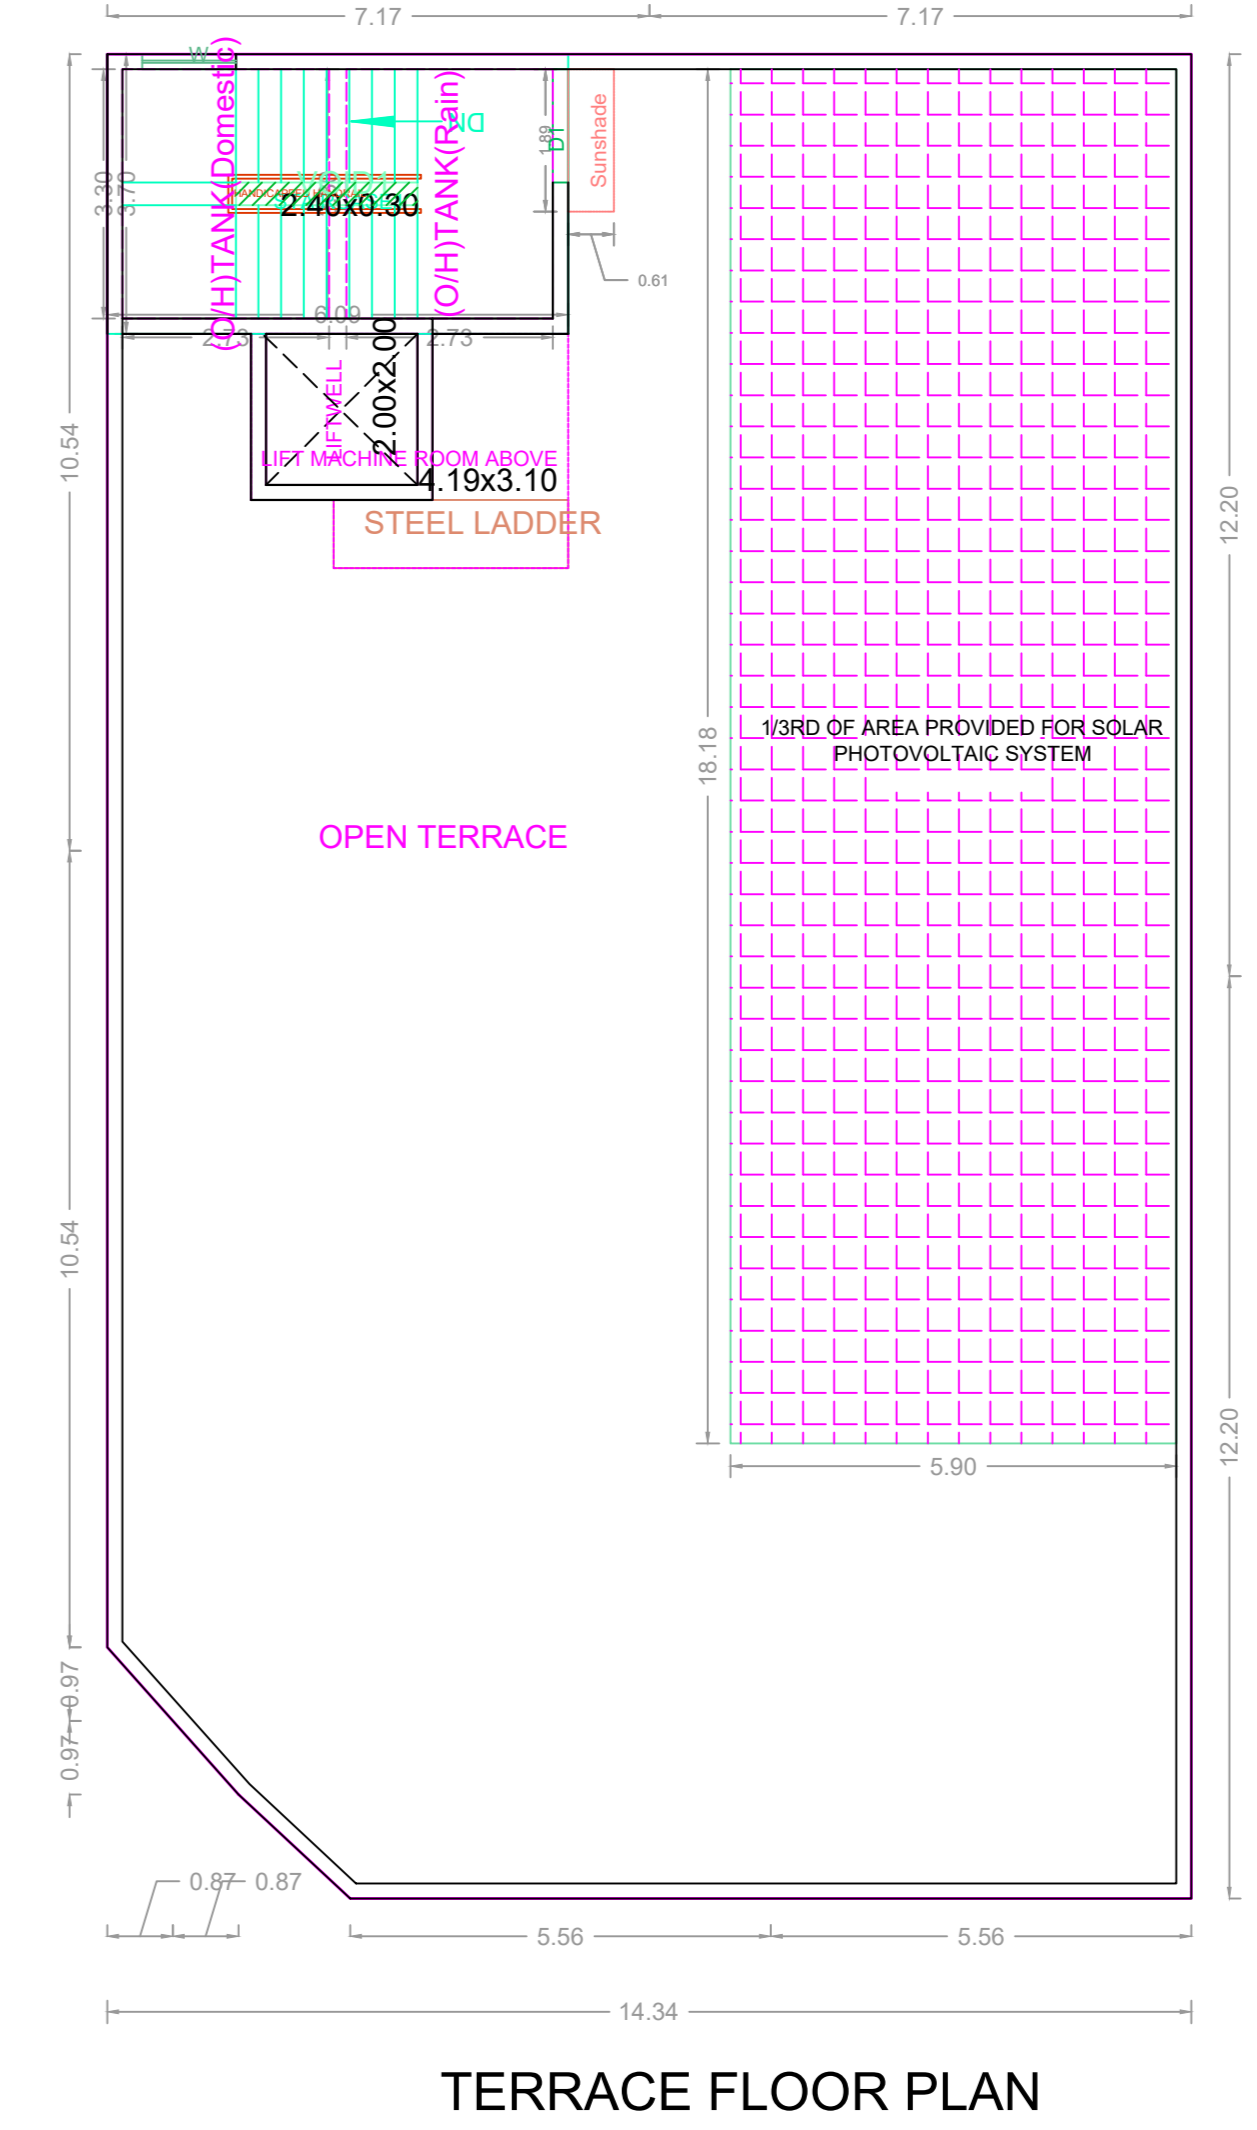 7.17
7.17
W
(O/H)TANK(Domestic)
(O/H)TANK(Rain)
DN
1.89
D1
Sunshade
3.30
3.70
2.40x0.30
0.61
6.09
2.73
2.73
LIFTWELL
2.00x2.00
LIFT MACHINE ROOM ABOVE
4.19x3.10
STEEL LADDER
10.54
12.20
18.18
1/3RD OF AREA PROVIDED FOR SOLAR
PHOTOVOLTAIC SYSTEM
OPEN TERRACE
10.54
12.20
5.90
0.97
0.97
0.87
0.87
5.56
5.56
14.34
TERRACE FLOOR PLAN